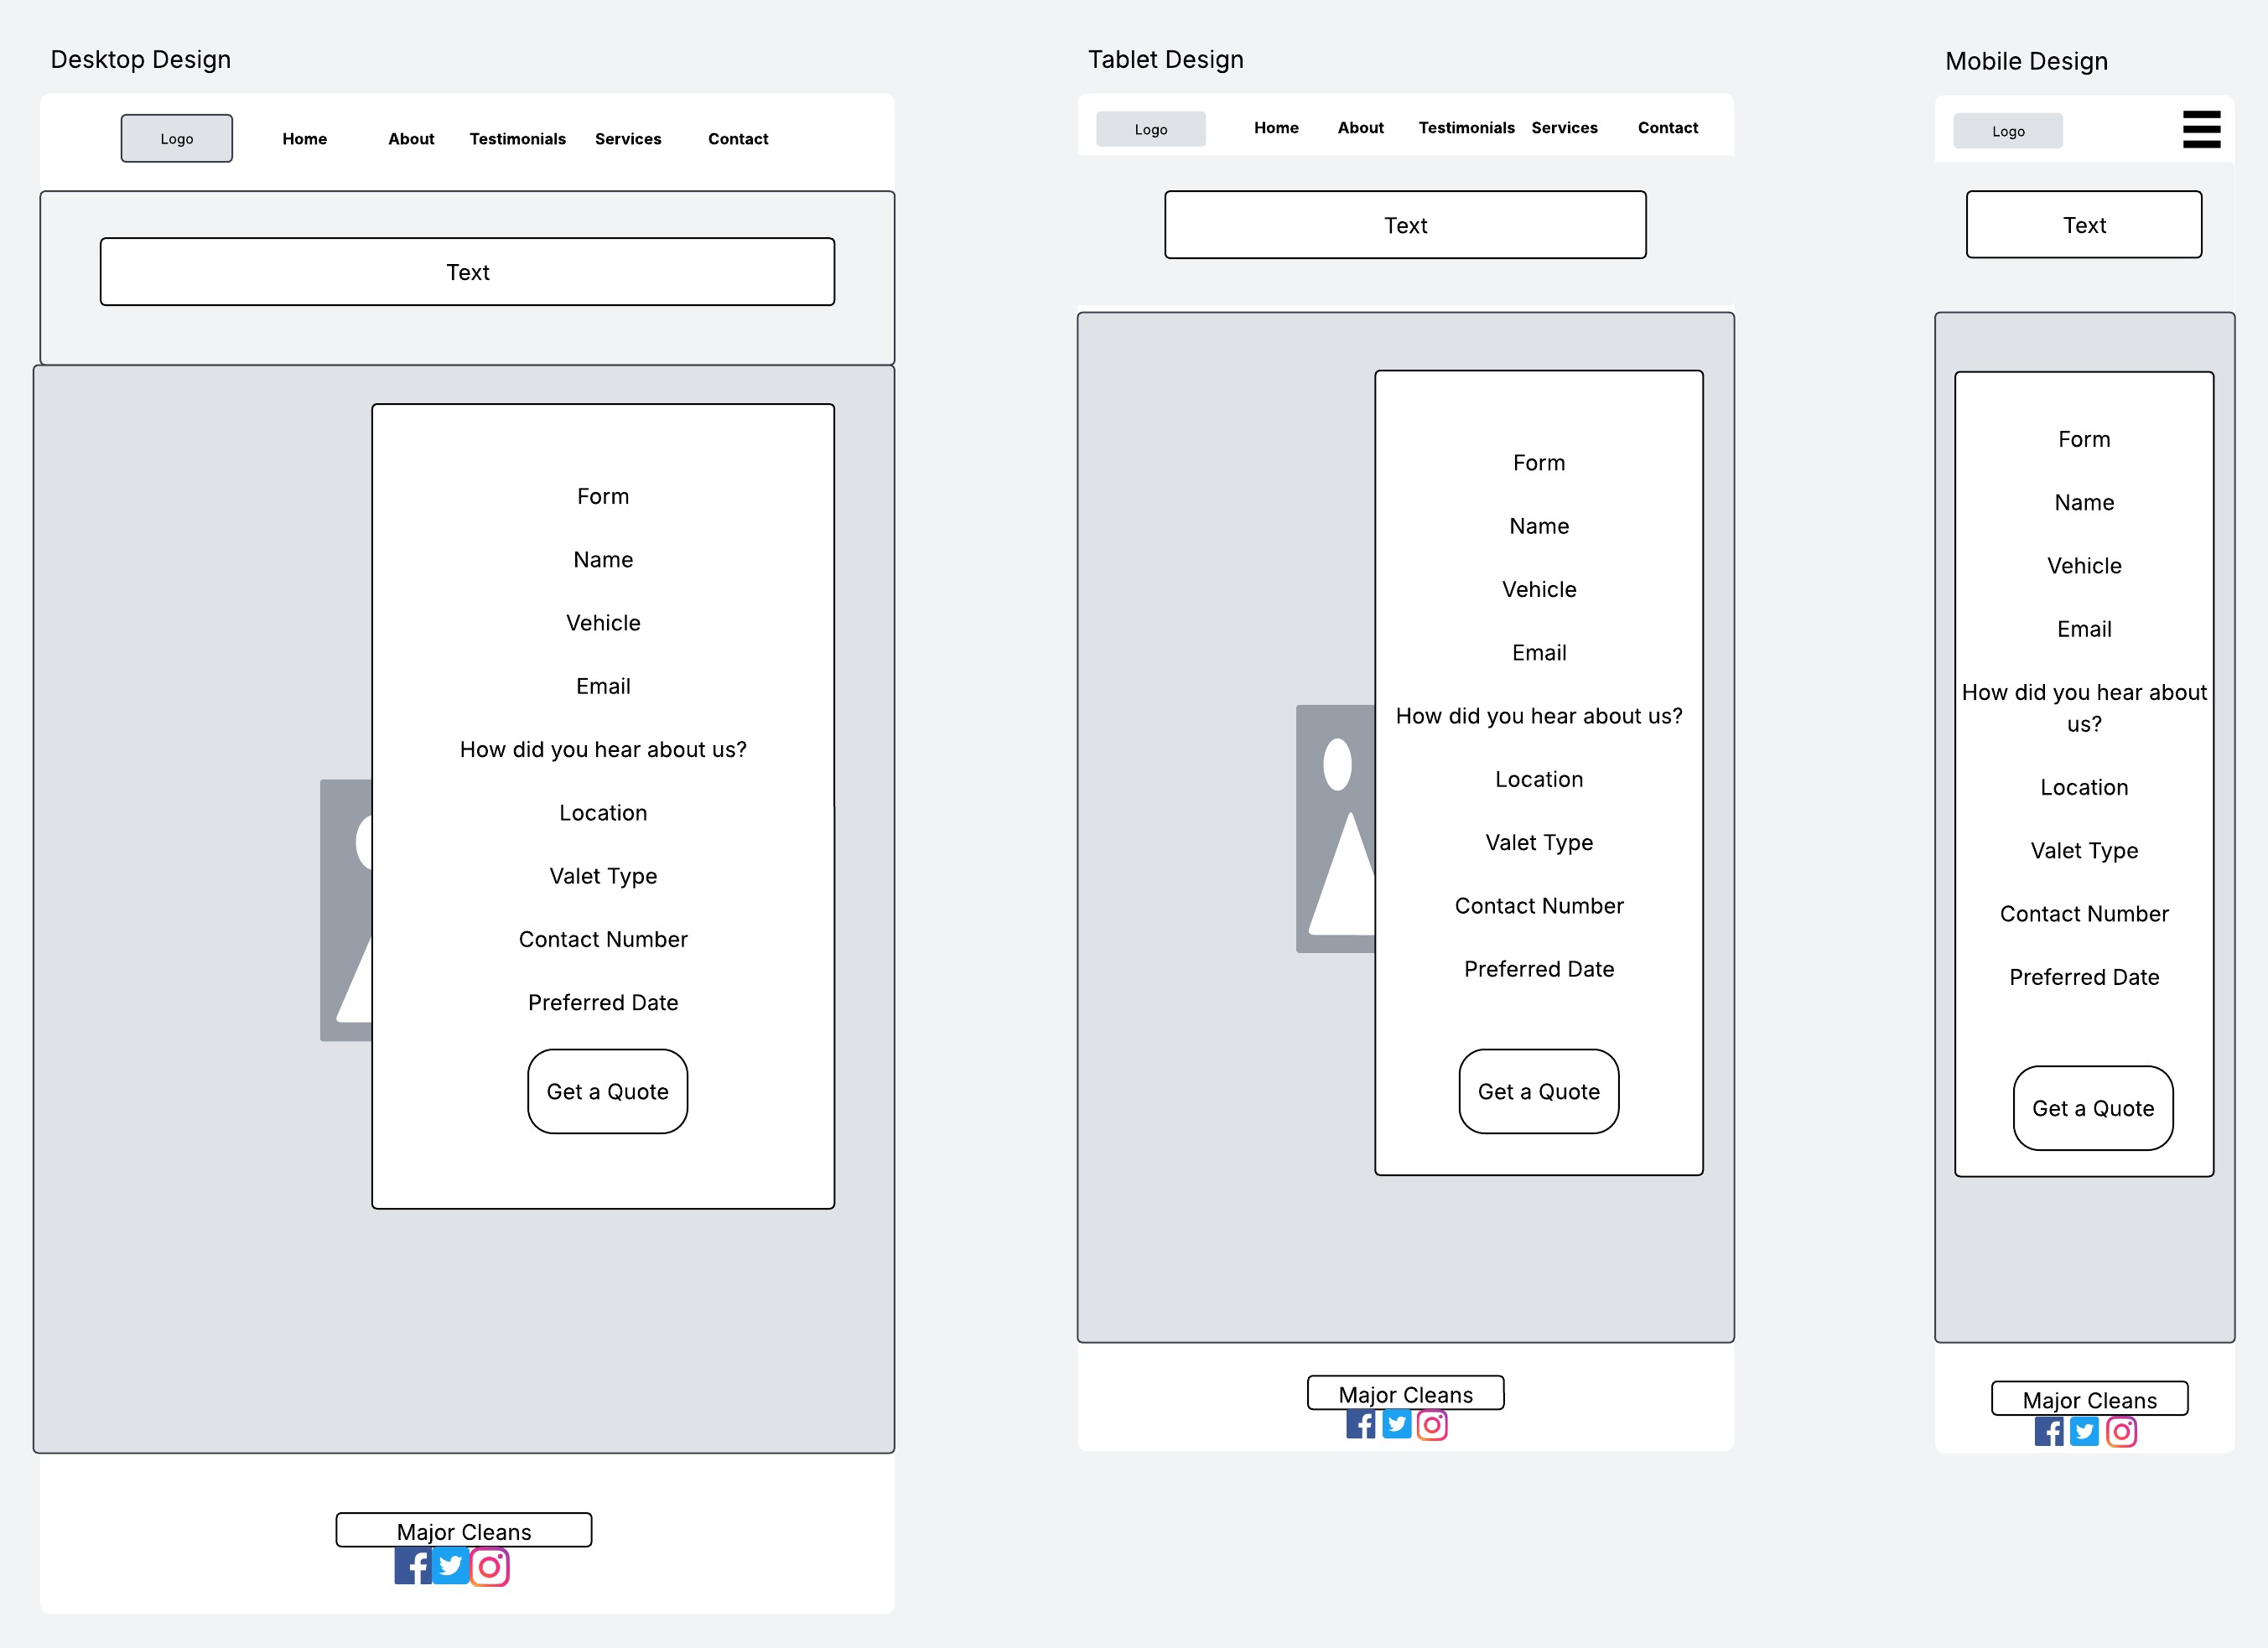 Desktop Design
Logo
Home
About
Testimonials
Services
Contact
Text
Form
Name
Vehicle
Email
How did you hear about us?
Location
Valet Type
Contact Number
Preferred Date
Get a Quote
Major Cleans
Tablet Design
Logo
Home
About
Testimonials
Services
Contact
Text
Form
Name
Vehicle
Email
How did you hear about us?
Location
Valet Type
Contact Number
Preferred Date
Get a Quote
Major Cleans
Mobile Design
Logo
Text
Form
Name
Vehicle
Email
How did you hear about
us?
Location
Valet Type
Contact Number
Preferred Date
Get a Quote
Major Cleans